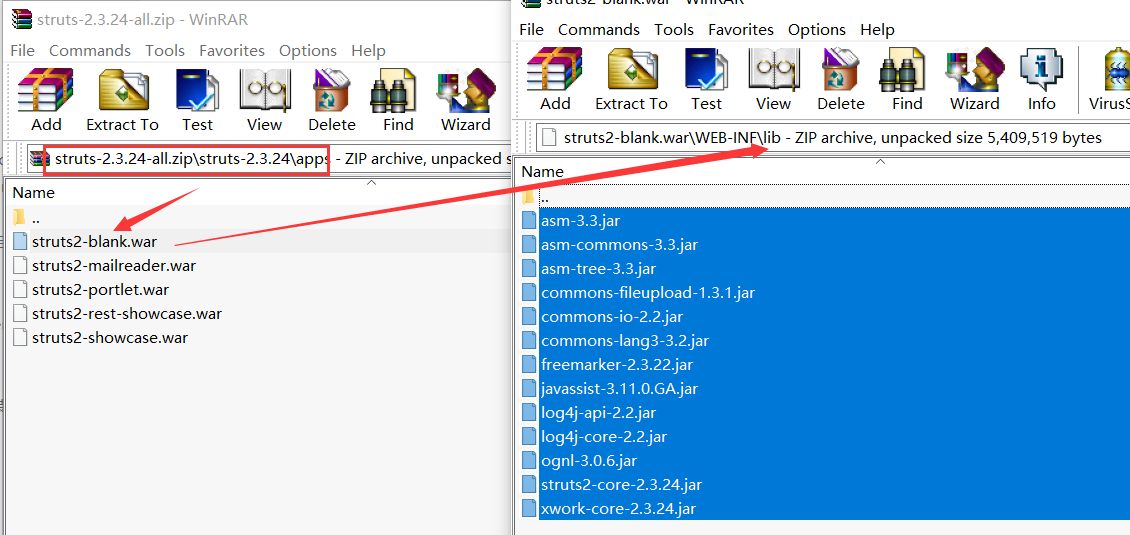 struts-2.3.24-all.zip - WinRAR
File Commands Tools Favorites Options Help
Add Extract To Test View Delete Find Wizard
struts-2.3.24-all.zip\struts-2.3.24\apps - ZIP archive, unpacked s
Name
..
struts2-blank.war
struts2-mailreader.war
struts2-portlet.war
struts2-rest-showcase.war
struts2-showcase.war
struts2-blank.war - WinRAR
File Commands Tools Favorites Options Help
Add Extract To Test View Delete Find Wizard Info VirusS
struts2-blank.war\WEB-INF\lib - ZIP archive, unpacked size 5,409,519 bytes
Name
..
asm-3.3.jar
asm-commons-3.3.jar
asm-tree-3.3.jar
commons-fileupload-1.3.1.jar
commons-io-2.2.jar
commons-lang3-3.2.jar
freemarker-2.3.22.jar
javassist-3.11.0.GA.jar
log4j-api-2.2.jar
log4j-core-2.2.jar
ognl-3.0.6.jar
struts2-core-2.3.24.jar
xwork-core-2.3.24.jar